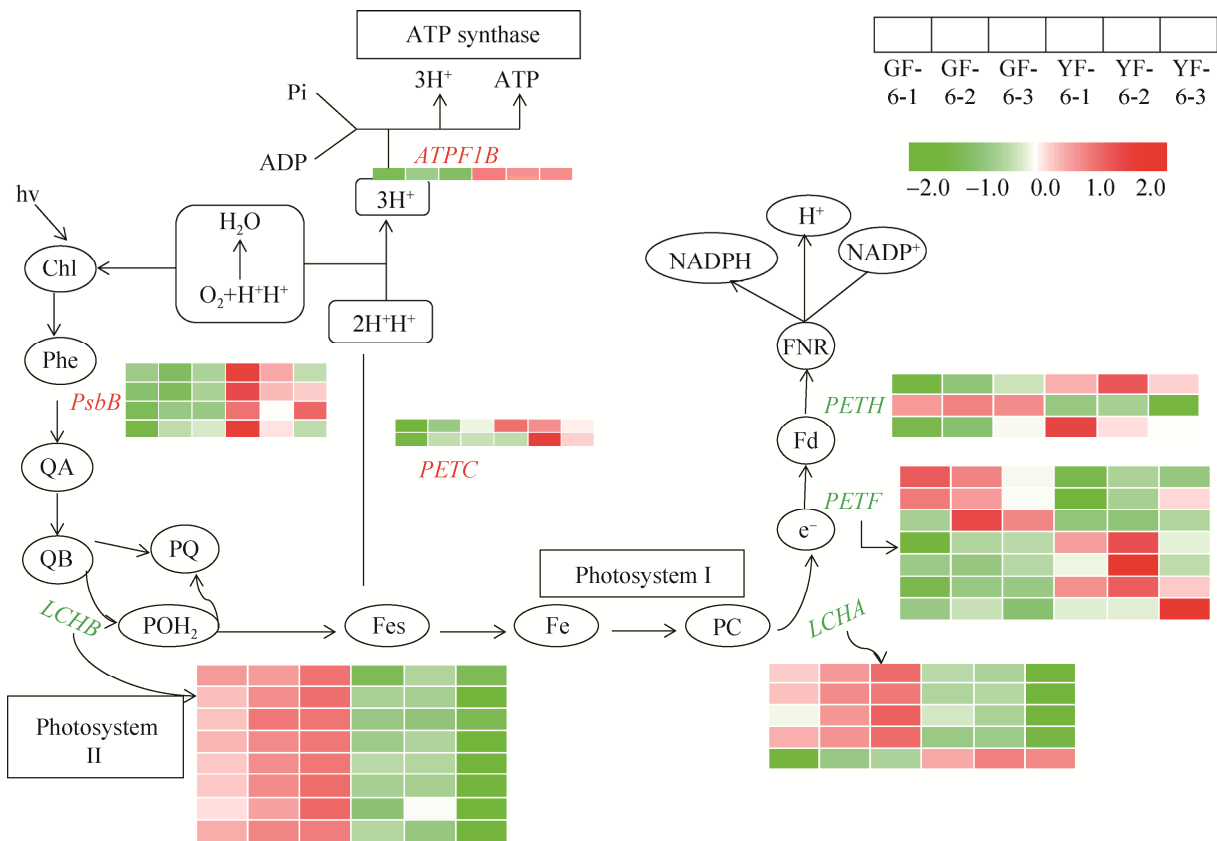 ATP synthase
3H⁺ ATP
Pi
ADP
ATPF1B
3H⁺
GF-6-1 GF-6-2 GF-6-3 YF-6-1 YF-6-2 YF-6-3
−2.0 −1.0 0.0 1.0 2.0
hv
H₂O
O₂+H⁺H⁺
Chl
2H⁺H⁺
H⁺
NADPH
NADP⁺
Phe
FNR
PsbB
PETH
PETC
Fd
QA
PETF
e⁻
QB
PQ
Photosystem I
LCHB
POH₂
Fes
Fe
PC
LCHA
Photosystem
II